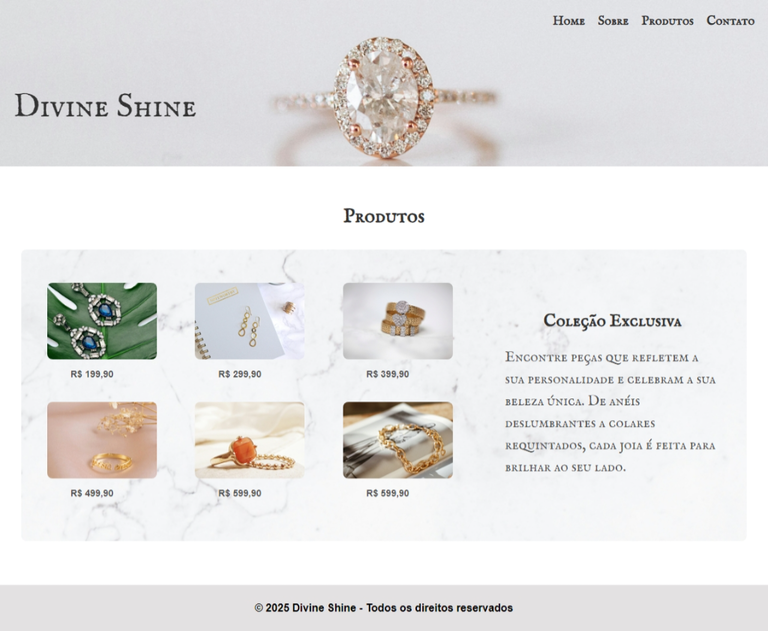 Home Sobre Produtos Contato
Divine Shine
Produtos
R$ 199,90
R$ 299,90
R$ 399,90
R$ 499,90
R$ 599,90
R$ 599,90
Coleção Exclusiva
Encontre peças que refletem a
sua personalidade e celebram a sua
beleza única. De anéis
deslumbrantes a colares
requintados, cada joia é feita para
brilhar ao seu lado.
© 2025 Divine Shine - Todos os direitos reservados